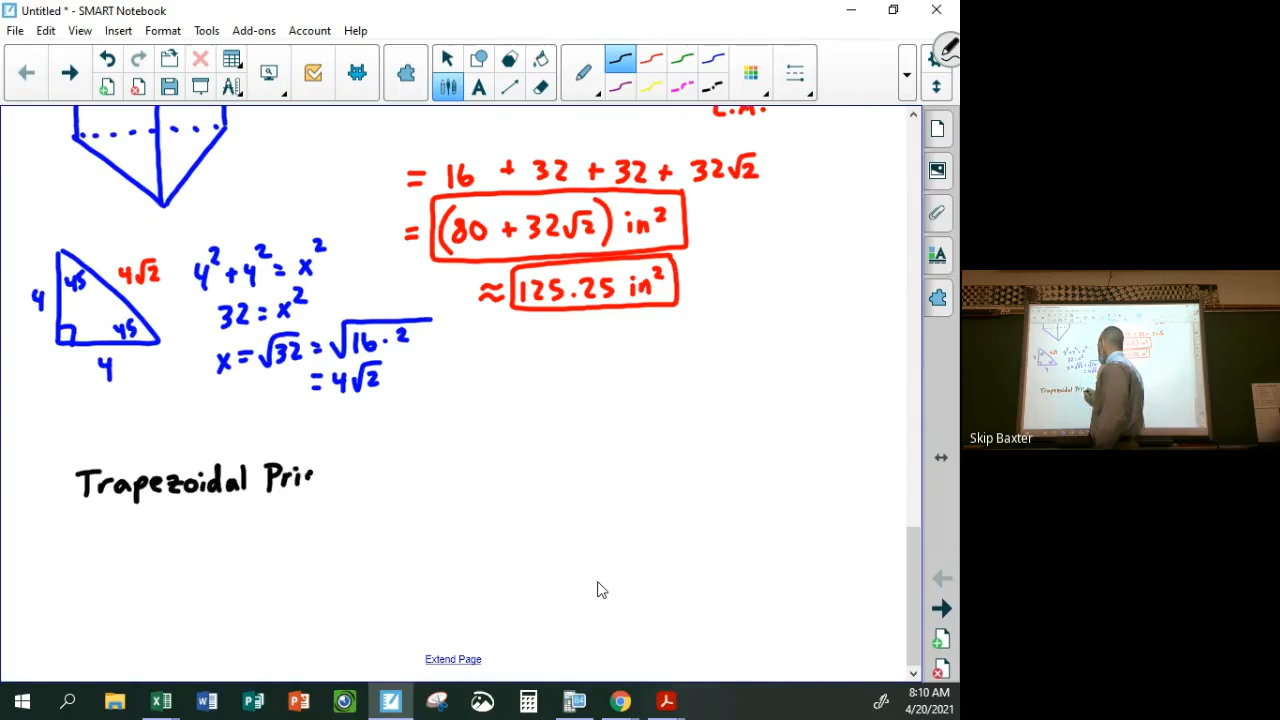 Untitled * - SMART Notebook
File Edit View Insert Format Tools Add-ons Account Help
L.A.
= 16 + 32 + 32 + 32√2
= (80 + 32√2) in²
≈ 125.25 in²
45
4√2
4
45
4
4² + 4² = x²
32 = x²
x = √32 = √16 · 2
= 4√2
Trapezoidal Pri
Extend Page
Skip Baxter
8:10 AM
4/20/2021